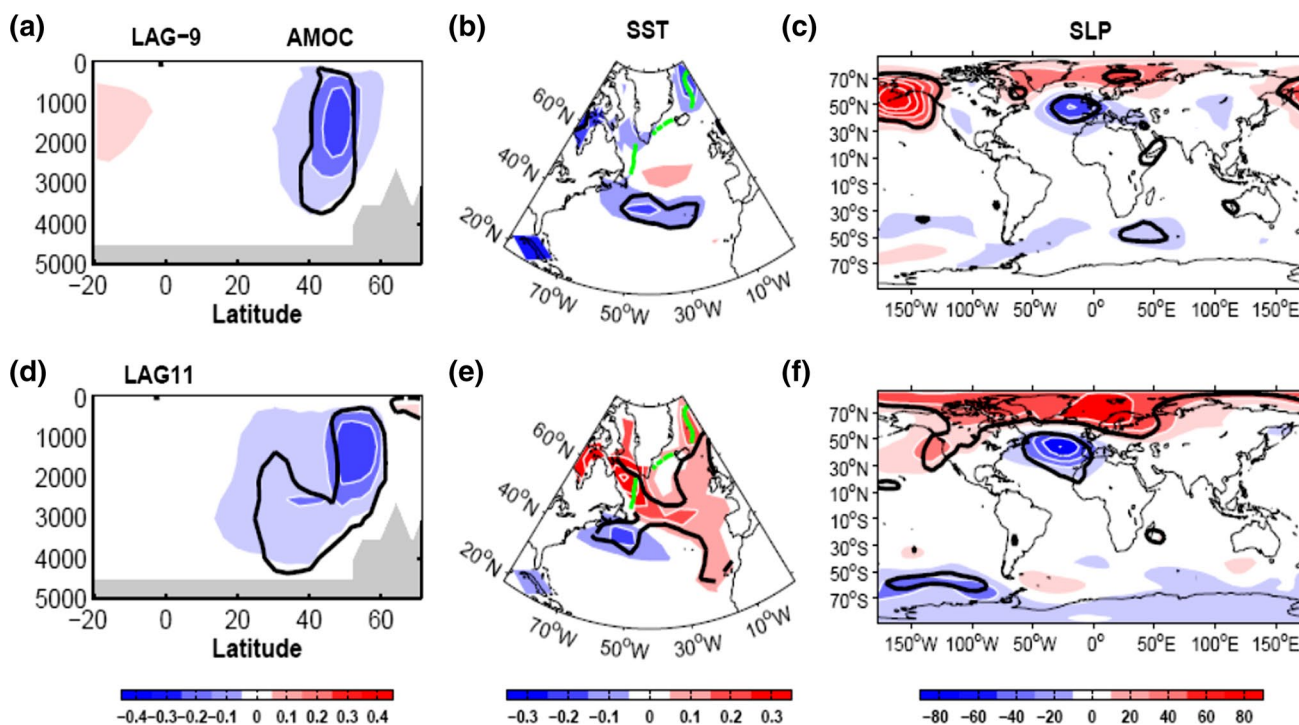 (a) LAG-9 AMOC
0
1000
2000
3000
4000
5000
-20 0 20 40 60
Latitude
(b) SST
60°N
40°N
20°N
70°W 50°W 30°W 10°W
(c) SLP
70°N
50°N
30°N
10°N
10°S
30°S
50°S
70°S
150°W 100°W 50°W 0° 50°E 100°E 150°E
(d) LAG11
0
1000
2000
3000
4000
5000
-20 0 20 40 60
Latitude
(e)
60°N
40°N
20°N
70°W 50°W 30°W 10°W
(f)
70°N
50°N
30°N
10°N
10°S
30°S
50°S
70°S
150°W 100°W 50°W 0° 50°E 100°E 150°E
-0.4 -0.3 -0.2 -0.1 0 0.1 0.2 0.3 0.4
-0.3 -0.2 -0.1 0 0.1 0.2 0.3
-80 -60 -40 -20 0 20 40 60 80